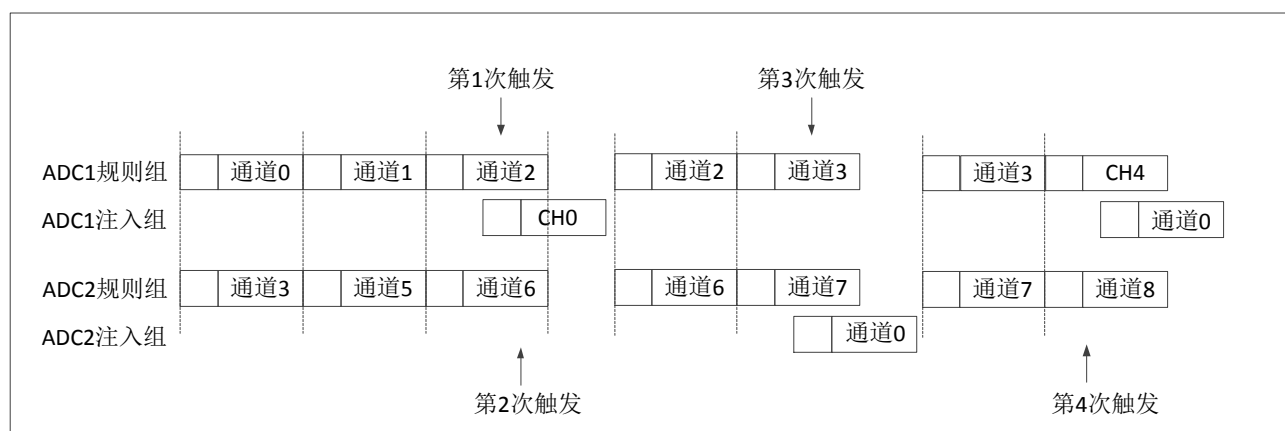 第1次触发 第3次触发
ADC1规则组 通道0 通道1 通道2 通道2 通道3 通道3 CH4
ADC1注入组 CH0 通道0
ADC2规则组 通道3 通道5 通道6 通道6 通道7 通道7 通道8
ADC2注入组 通道0
第2次触发 第4次触发